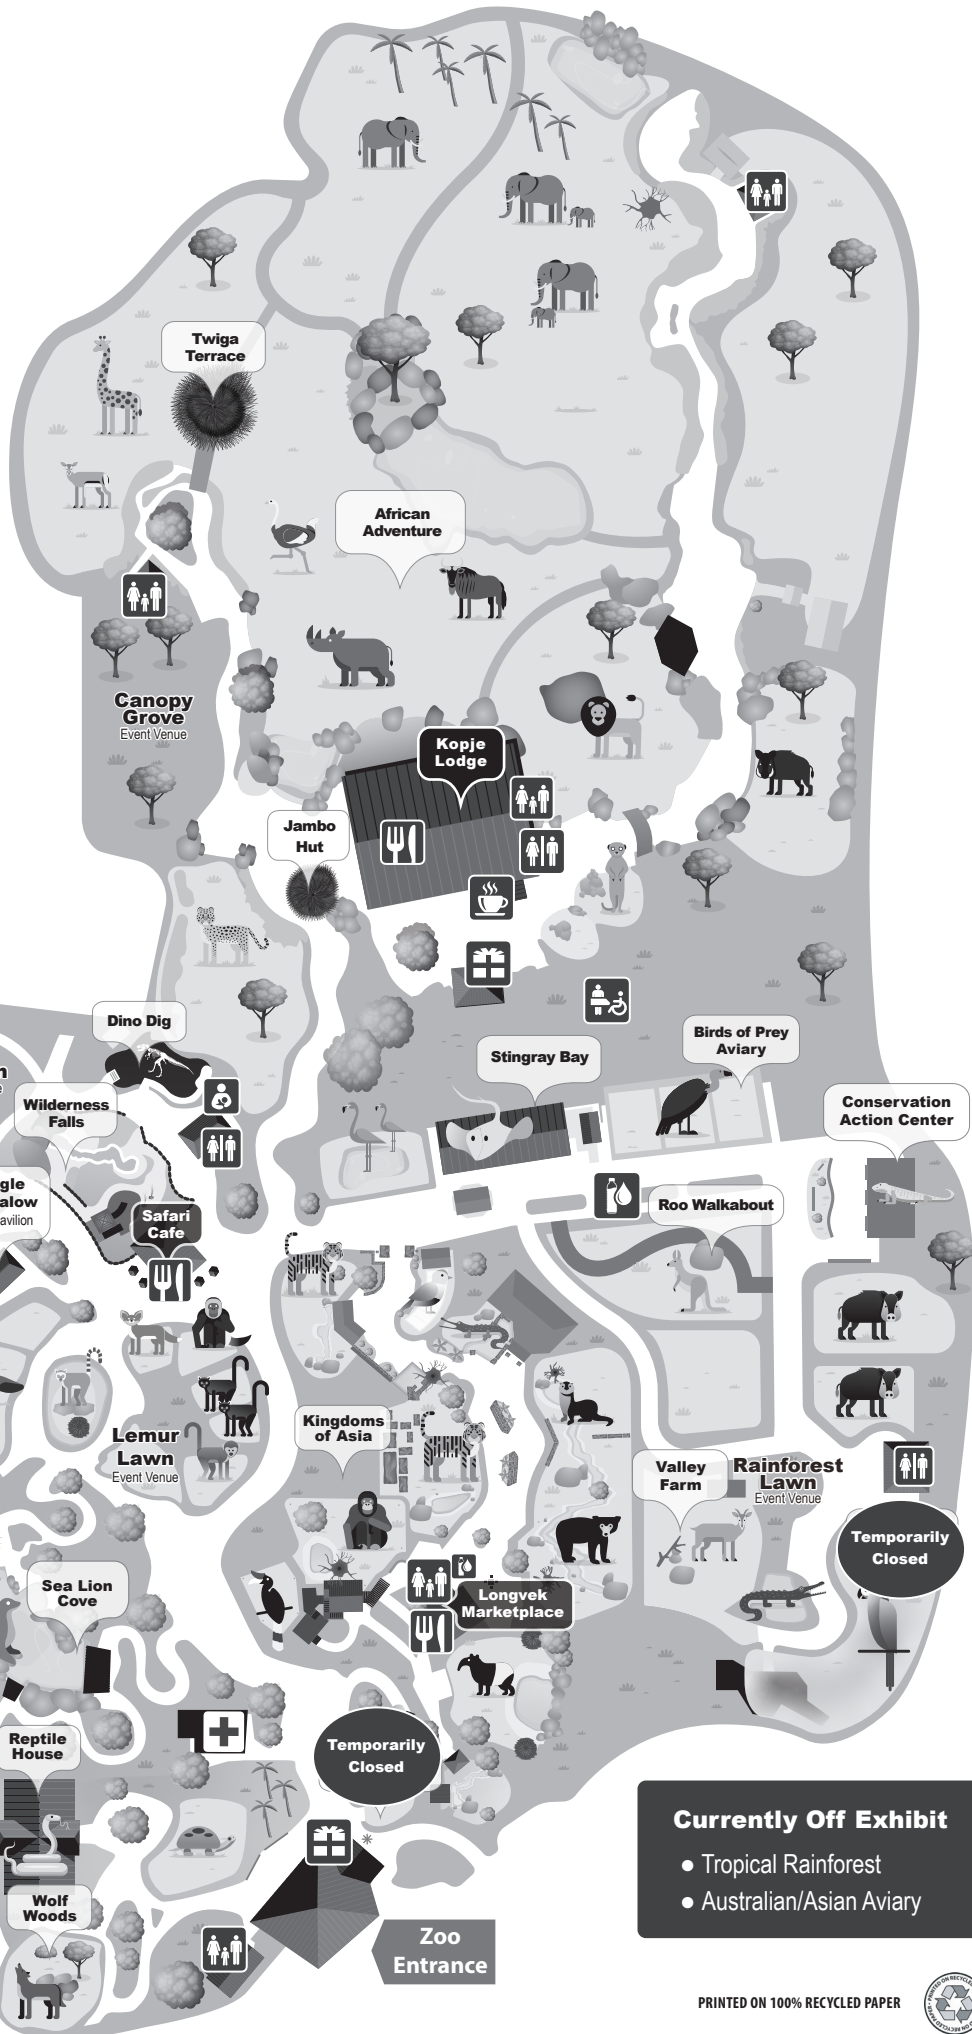 Twiga
Terrace
African
Adventure
Canopy
Grove
Event Venue
Kopje
Lodge
Jambo
Hut
Dino Dig
Stingray Bay
Birds of Prey
Aviary
Wilderness
Falls
Conservation
Action Center
Safari
Cafe
Roo Walkabout
Kingdoms
of Asia
Lemur
Lawn
Event Venue
Valley
Farm
Rainforest
Lawn
Event Venue
Temporarily
Closed
Sea Lion
Cove
Longvek
Marketplace
Reptile
House
Temporarily
Closed
Wolf
Woods
Zoo
Entrance
Currently Off Exhibit
● Tropical Rainforest
● Australian/Asian Aviary
PRINTED ON 100% RECYCLED PAPER